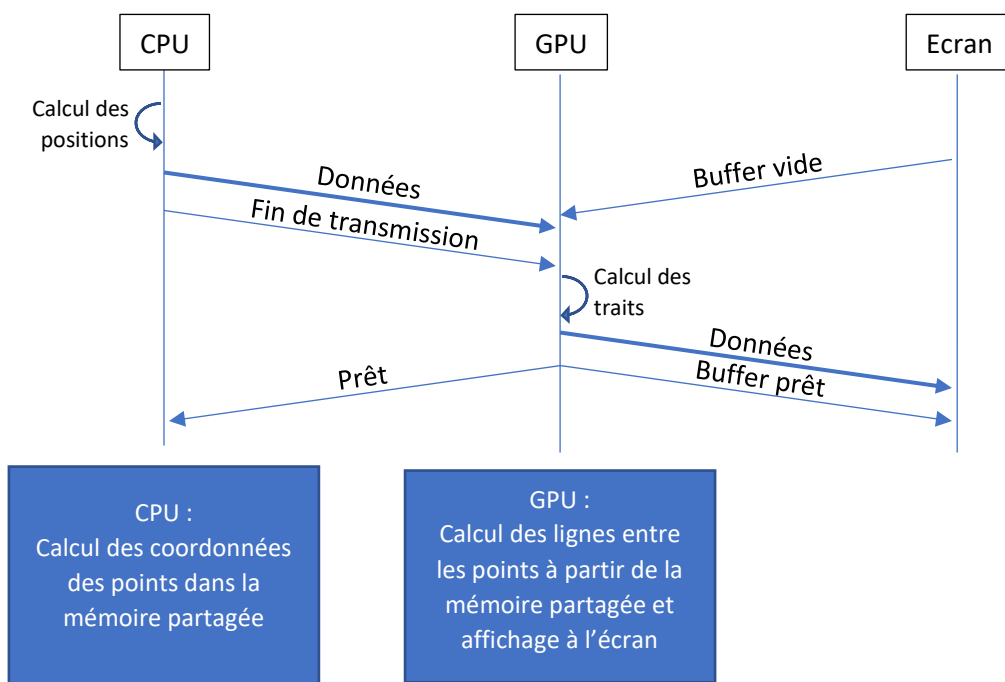 CPU
GPU
Ecran
Calcul des
positions
Données
Buffer vide
Fin de transmission
Calcul des
traits
Données
Prêt
Buffer prêt
CPU :
Calcul des coordonnées
des points dans la
mémoire partagée
GPU :
Calcul des lignes entre
les points à partir de la
mémoire partagée et
affichage à l’écran